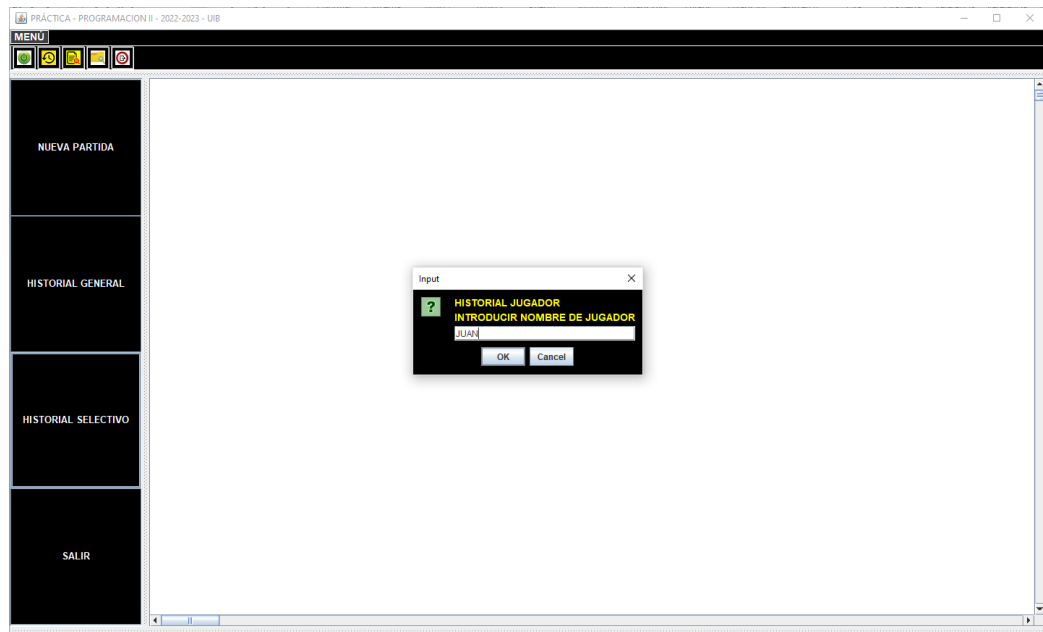 PRÁCTICA - PROGRAMACION II - 2022-2023 - UIB
MENÚ
NUEVA PARTIDA
HISTORIAL GENERAL
HISTORIAL SELECTIVO
SALIR
Input
HISTORIAL JUGADOR
INTRODUCIR NOMBRE DE JUGADOR
JUAN
OK Cancel